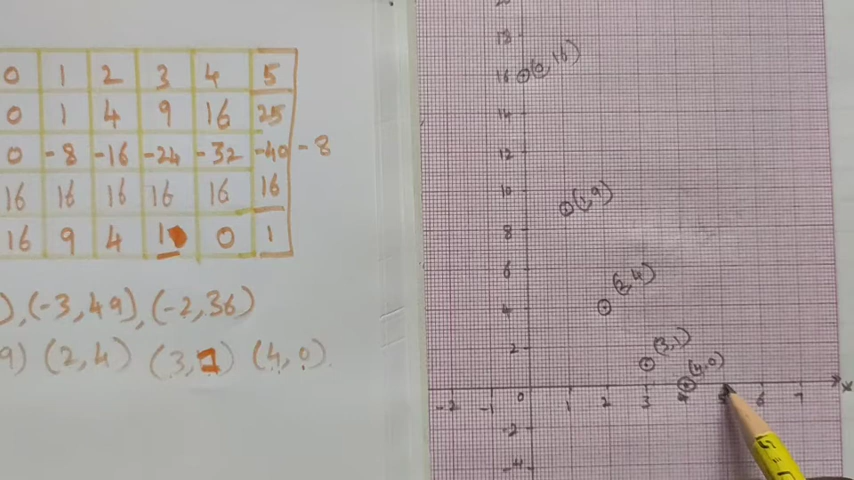 0 1 2 3 4 5
0 1 4 9 16 25
0 -8 -16 -24 -32 -40 -8
16 16 16 16 16 16
16 9 4 1 0 1
), (-3,49), (-2,36)
9) (2,4) (3,1) (4,0)
18
16 (0,16)
14
12
10 (1,9)
8
6 (2,4)
4
2 (3,1)
(4,0)
-2 -1 0 1 2 3 4 5 6 7 x
-2
-4